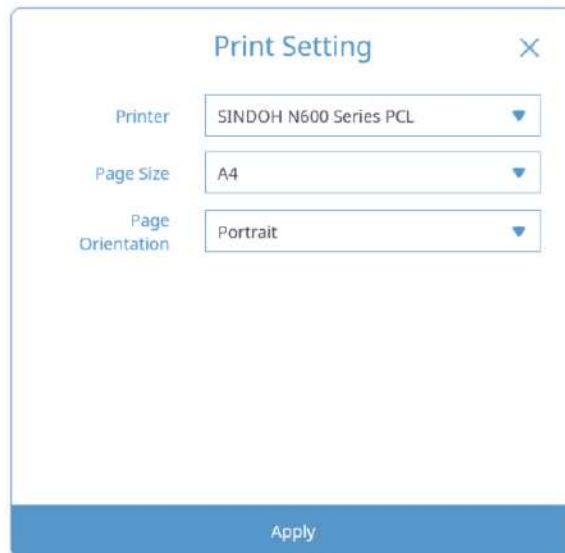 Print Setting
Printer
SINDOH N600 Series PCL
Page Size
A4
Page
Orientation
Portrait
Apply